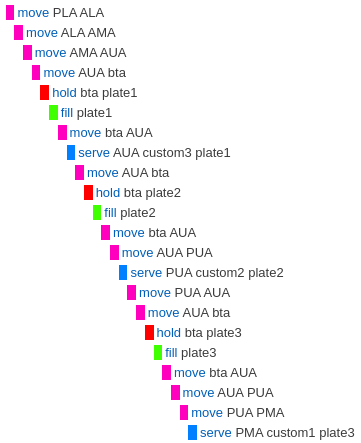 move PLA ALA
move ALA AMA
move AMA AUA
move AUA bta
hold bta plate1
fill plate1
move bta AUA
serve AUA custom3 plate1
move AUA bta
hold bta plate2
fill plate2
move bta AUA
move AUA PUA
serve PUA custom2 plate2
move PUA AUA
move AUA bta
hold bta plate3
fill plate3
move bta AUA
move AUA PUA
move PUA PMA
serve PMA custom1 plate3